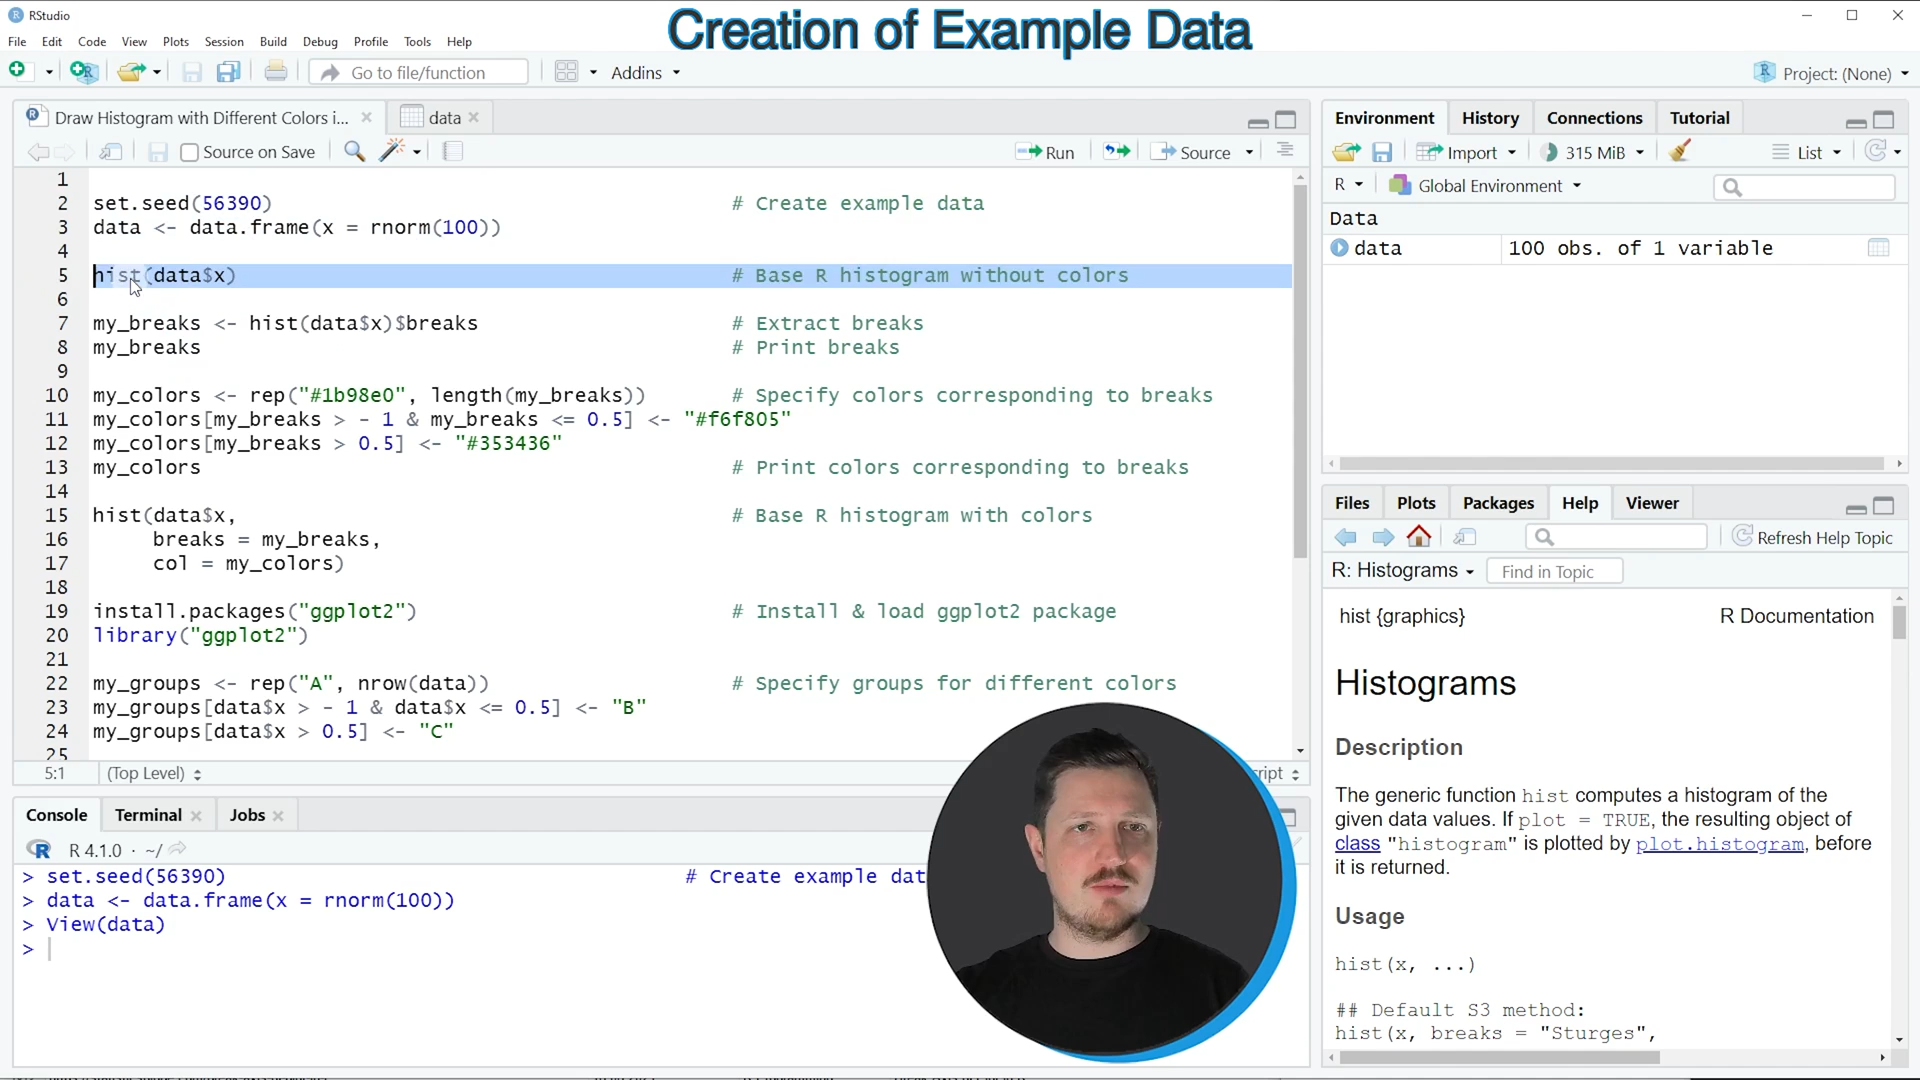 RStudio
Creation of Example Data
File Edit Code View Plots Session Build Debug Profile Tools Help
Go to file/function Addins Project: (None)
Draw Histogram with Different Colors i... data
Source on Save Run Source
1
2 set.seed(56390) # Create example data
3 data <- data.frame(x = rnorm(100))
4
5 hist(data$x) # Base R histogram without colors
6
7 my_breaks <- hist(data$x)$breaks # Extract breaks
8 my_breaks # Print breaks
9
10 my_colors <- rep("#1b98e0", length(my_breaks)) # Specify colors corresponding to breaks
11 my_colors[my_breaks > - 1 & my_breaks <= 0.5] <- "#f6f805"
12 my_colors[my_breaks > 0.5] <- "#353436"
13 my_colors # Print colors corresponding to breaks
14
15 hist(data$x, # Base R histogram with colors
16 breaks = my_breaks,
17 col = my_colors)
18
19 install.packages("ggplot2") # Install & load ggplot2 package
20 library("ggplot2")
21
22 my_groups <- rep("A", nrow(data)) # Specify groups for different colors
23 my_groups[data$x > - 1 & data$x <= 0.5] <- "B"
24 my_groups[data$x > 0.5] <- "C"
25
5:1 (Top Level) cript
Console Terminal Jobs
R 4.1.0 · ~/
> set.seed(56390) # Create example dat
> data <- data.frame(x = rnorm(100))
> View(data)
>
Environment History Connections Tutorial
Import 315 MiB List
R Global Environment
Data
data 100 obs. of 1 variable
Files Plots Packages Help Viewer
Refresh Help Topic
R: Histograms Find in Topic
hist {graphics} R Documentation
Histograms
Description
The generic function hist computes a histogram of the
given data values. If plot = TRUE, the resulting object of
class "histogram" is plotted by plot.histogram, before
it is returned.
Usage
hist(x, ...)
## Default S3 method:
hist(x, breaks = "Sturges",